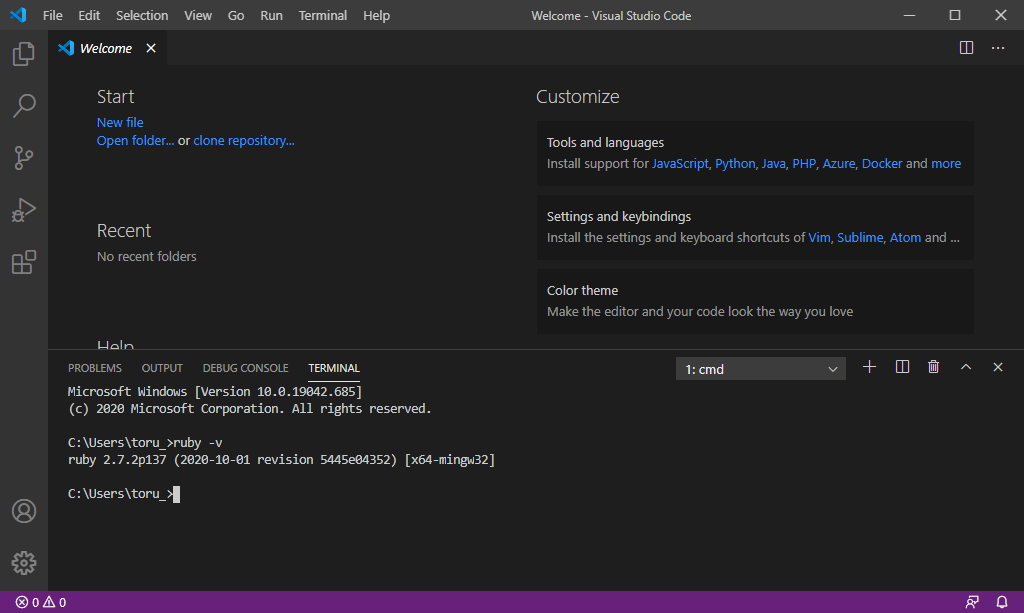 File Edit Selection View Go Run Terminal Help Welcome - Visual Studio Code
Welcome
Start
New file
Open folder... or clone repository...
Recent
No recent folders
Help
Customize
Tools and languages
Install support for JavaScript, Python, Java, PHP, Azure, Docker and more
Settings and keybindings
Install the settings and keyboard shortcuts of Vim, Sublime, Atom and ...
Color theme
Make the editor and your code look the way you love
PROBLEMS OUTPUT DEBUG CONSOLE TERMINAL 1: cmd
Microsoft Windows [Version 10.0.19042.685]
(c) 2020 Microsoft Corporation. All rights reserved.
C:\Users\toru_>ruby -v
ruby 2.7.2p137 (2020-10-01 revision 5445e04352) [x64-mingw32]
C:\Users\toru_>
0 0